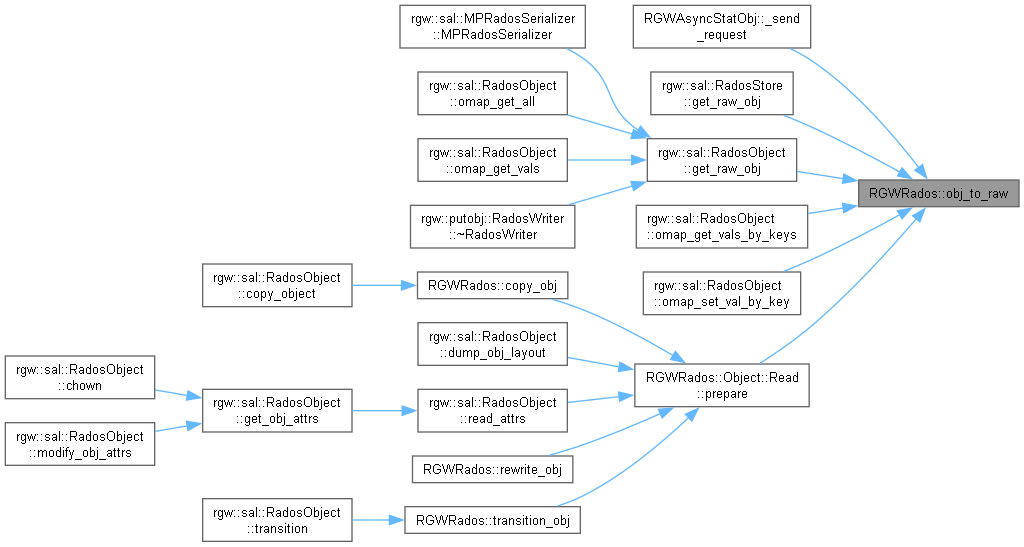 rgw::sal::MPRadosSerializer
::MPRadosSerializer
RGWAsyncStatObj::_send
_request
rgw::sal::RadosObject
::omap_get_all
rgw::sal::RadosStore
::get_raw_obj
rgw::sal::RadosObject
::omap_get_vals
rgw::sal::RadosObject
::get_raw_obj
RGWRados::obj_to_raw
rgw::putobj::RadosWriter
::~RadosWriter
rgw::sal::RadosObject
::omap_get_vals_by_keys
rgw::sal::RadosObject
::copy_object
RGWRados::copy_obj
rgw::sal::RadosObject
::omap_set_val_by_key
rgw::sal::RadosObject
::dump_obj_layout
rgw::sal::RadosObject
::chown
RGWRados::Object::Read
::prepare
rgw::sal::RadosObject
::get_obj_attrs
rgw::sal::RadosObject
::read_attrs
rgw::sal::RadosObject
::modify_obj_attrs
RGWRados::rewrite_obj
rgw::sal::RadosObject
::transition
RGWRados::transition_obj